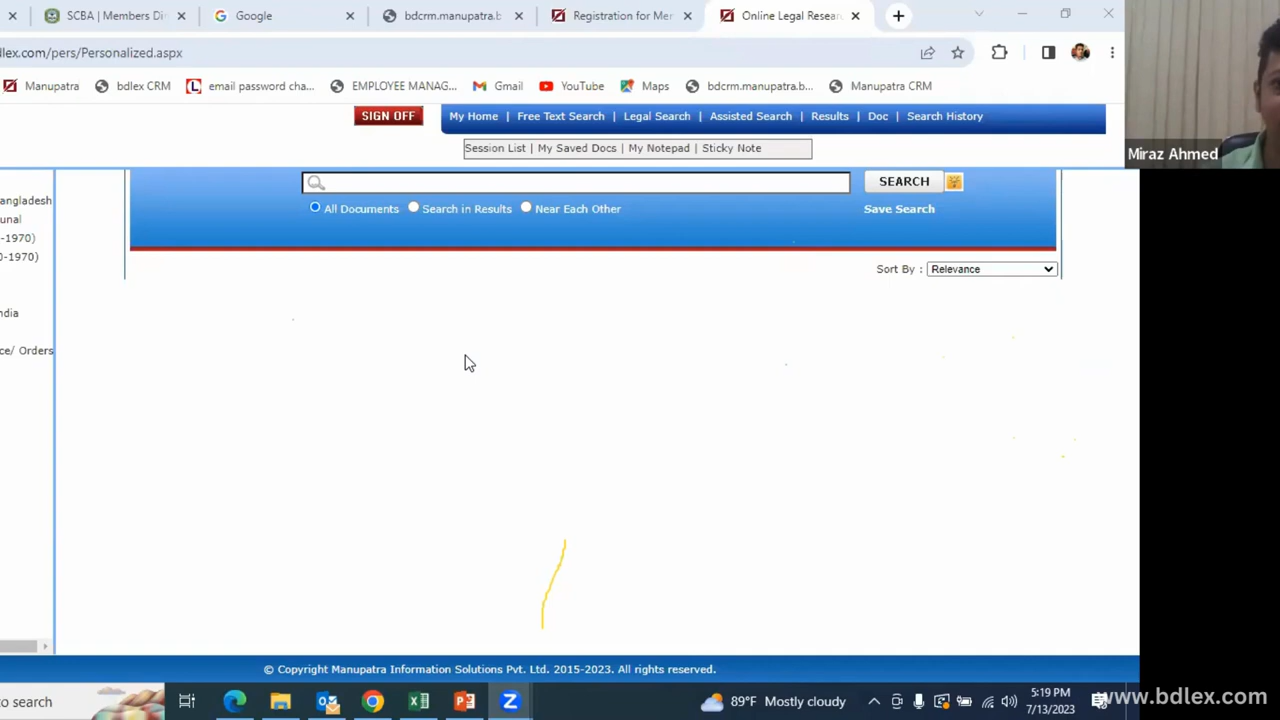 SCBA | Members Di
Google
bdcrm.manupatra.b
Registration for Mer
Online Legal Resear
dlex.com/pers/Personalized.aspx
Manupatra
bdlex CRM
email password cha...
EMPLOYEE MANAG...
Gmail
YouTube
Maps
bdcrm.manupatra.b...
Manupatra CRM
SIGN OFF
My Home | Free Text Search | Legal Search | Assisted Search | Results | Doc | Search History
Session List | My Saved Docs | My Notepad | Sticky Note
Miraz Ahmed
SEARCH
All Documents
Search in Results
Near Each Other
Save Search
angladesh
unal
-1970)
0-1970)
ndia
ce/ Orders
Sort By : Relevance
© Copyright Manupatra Information Solutions Pvt. Ltd. 2015-2023. All rights reserved.
to search
89°F Mostly cloudy
5:19 PM
7/13/2023
www.bdlex.com